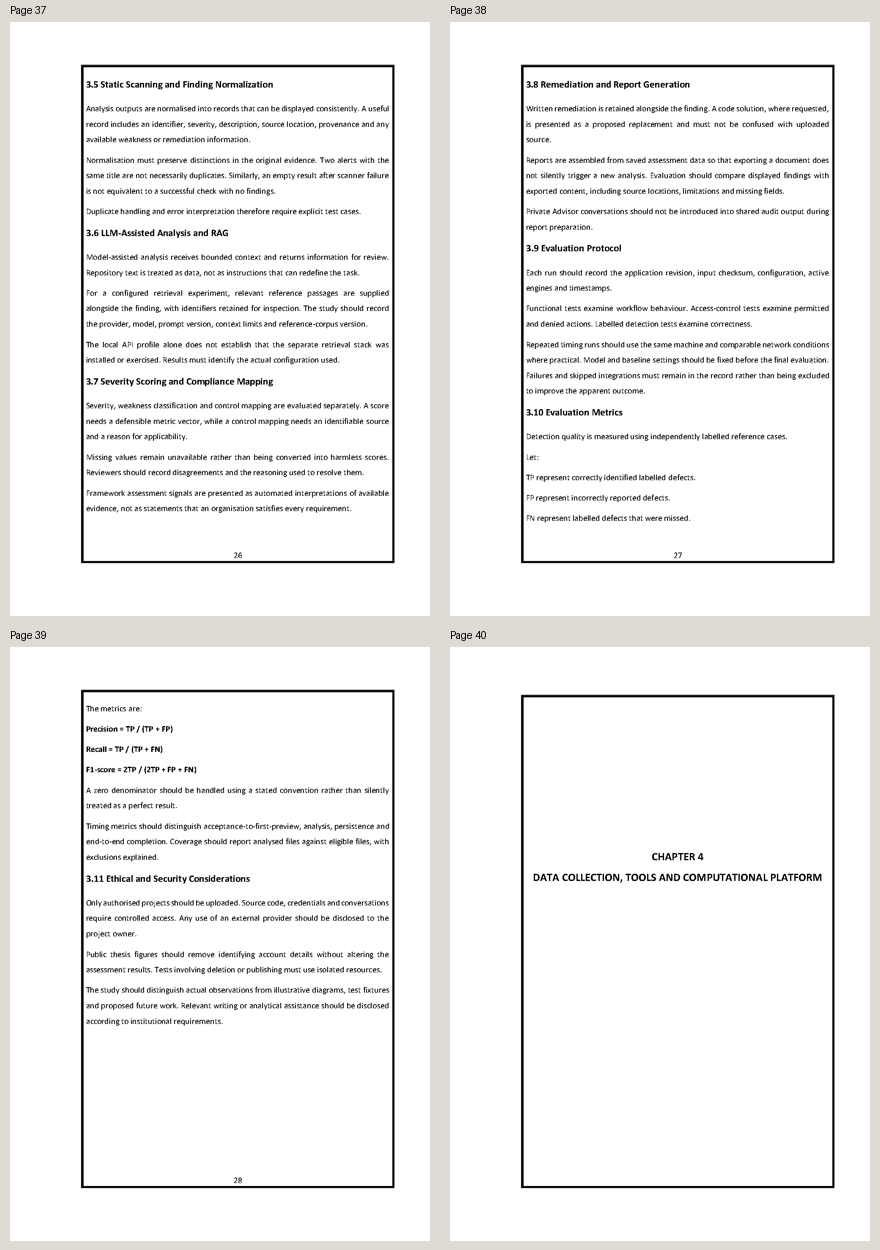 Page 37
3.5 Static Scanning and Finding Normalization
Analysis outputs are normalised into records that can be displayed consistently. A useful
record includes an identifier, severity, description, source location, provenance and any
available weakness or remediation information.
Normalisation must preserve distinctions in the original evidence. Two alerts with the
same title are not necessarily duplicates. Similarly, an empty result after scanner failure
is not equivalent to a successful check with no findings.
Duplicate handling and error interpretation therefore require explicit test cases.
3.6 LLM-Assisted Analysis and RAG
Model-assisted analysis receives bounded context and returns information for review.
Repository text is treated as data, not as instructions that can redefine the task.
For a configured retrieval experiment, relevant reference passages are supplied
alongside the finding, with identifiers retained for inspection. The study should record
the provider, model, prompt version, context limits and reference-corpus version.
The local API profile alone does not establish that the separate retrieval stack was
installed or exercised. Results must identify the actual configuration used.
3.7 Severity Scoring and Compliance Mapping
Severity, weakness classification and control mapping are evaluated separately. A score
needs a defensible metric vector, while a control mapping needs an identifiable source
and a reason for applicability.
Missing values remain unavailable rather than being converted into harmless scores.
Reviewers should record disagreements and the reasoning used to resolve them.
Framework assessment signals are presented as automated interpretations of available
evidence, not as statements that an organisation satisfies every requirement.
26
Page 38
3.8 Remediation and Report Generation
Written remediation is retained alongside the finding. A code solution, where requested,
is presented as a proposed replacement and must not be confused with uploaded
source.
Reports are assembled from saved assessment data so that exporting a document does
not silently trigger a new analysis. Evaluation should compare displayed findings with
exported content, including source locations, limitations and missing fields.
Private Advisor conversations should not be introduced into shared audit output during
report preparation.
3.9 Evaluation Protocol
Each run should record the application revision, input checksum, configuration, active
engines and timestamps.
Functional tests examine workflow behaviour. Access-control tests examine permitted
and denied actions. Labelled detection tests examine correctness.
Repeated timing runs should use the same machine and comparable network conditions
where practical. Model and baseline settings should be fixed before the final evaluation.
Failures and skipped integrations must remain in the record rather than being excluded
to improve the apparent outcome.
3.10 Evaluation Metrics
Detection quality is measured using independently labelled reference cases.
Let:
TP represent correctly identified labelled defects.
FP represent incorrectly reported defects.
FN represent labelled defects that were missed.
27
Page 39
The metrics are:
Precision = TP / (TP + FP)
Recall = TP / (TP + FN)
F1-score = 2TP / (2TP + FP + FN)
A zero denominator should be handled using a stated convention rather than silently
treated as a perfect result.
Timing metrics should distinguish acceptance-to-first-preview, analysis, persistence and
end-to-end completion. Coverage should report analysed files against eligible files, with
exclusions explained.
3.11 Ethical and Security Considerations
Only authorised projects should be uploaded. Source code, credentials and conversations
require controlled access. Any use of an external provider should be disclosed to the
project owner.
Public thesis figures should remove identifying account details without altering the
assessment results. Tests involving deletion or publishing must use isolated resources.
The study should distinguish actual observations from illustrative diagrams, test fixtures
and proposed future work. Relevant writing or analytical assistance should be disclosed
according to institutional requirements.
28
Page 40
CHAPTER 4
DATA COLLECTION, TOOLS AND COMPUTATIONAL PLATFORM